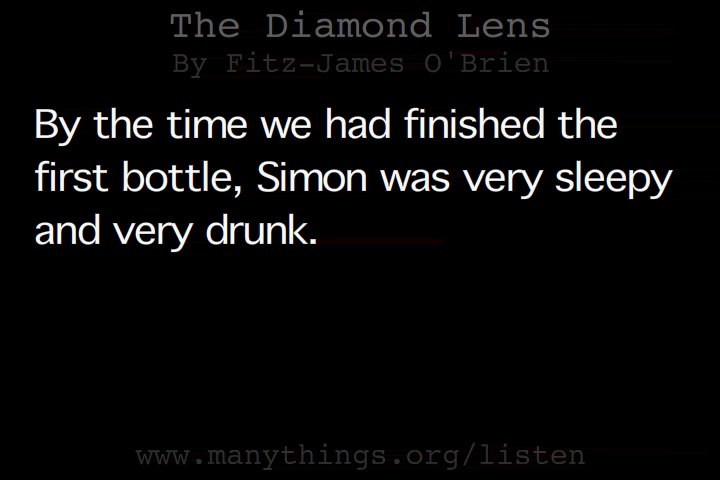 The Diamond Lens
By Fitz-James O'Brien
By the time we had finished the
first bottle, Simon was very sleepy
and very drunk.
www.manythings.org/listen